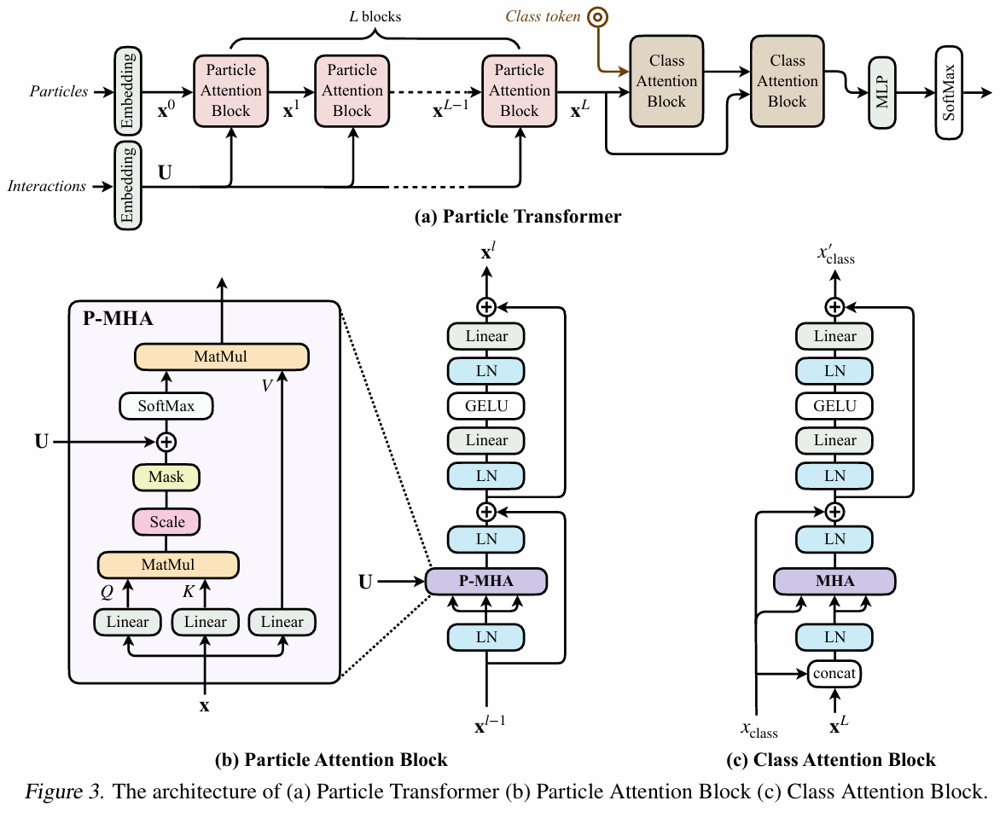 L blocks
Class token
Particles
Embedding
x⁰
Particle
Attention
Block
x¹
Particle
Attention
Block
xᴸ⁻¹
Particle
Attention
Block
xᴸ
Class
Attention
Block
Class
Attention
Block
MLP
SoftMax
Interactions
Embedding
U
(a) Particle Transformer
P-MHA
MatMul
V
SoftMax
U
+
Mask
Scale
MatMul
Q
K
Linear
Linear
Linear
x
xˡ
+
Linear
LN
GELU
Linear
LN
+
LN
U
P-MHA
LN
xˡ⁻¹
(b) Particle Attention Block
x′class
+
Linear
LN
GELU
Linear
LN
+
LN
MHA
LN
concat
xclass
xᴸ
(c) Class Attention Block
Figure 3. The architecture of (a) Particle Transformer (b) Particle Attention Block (c) Class Attention Block.